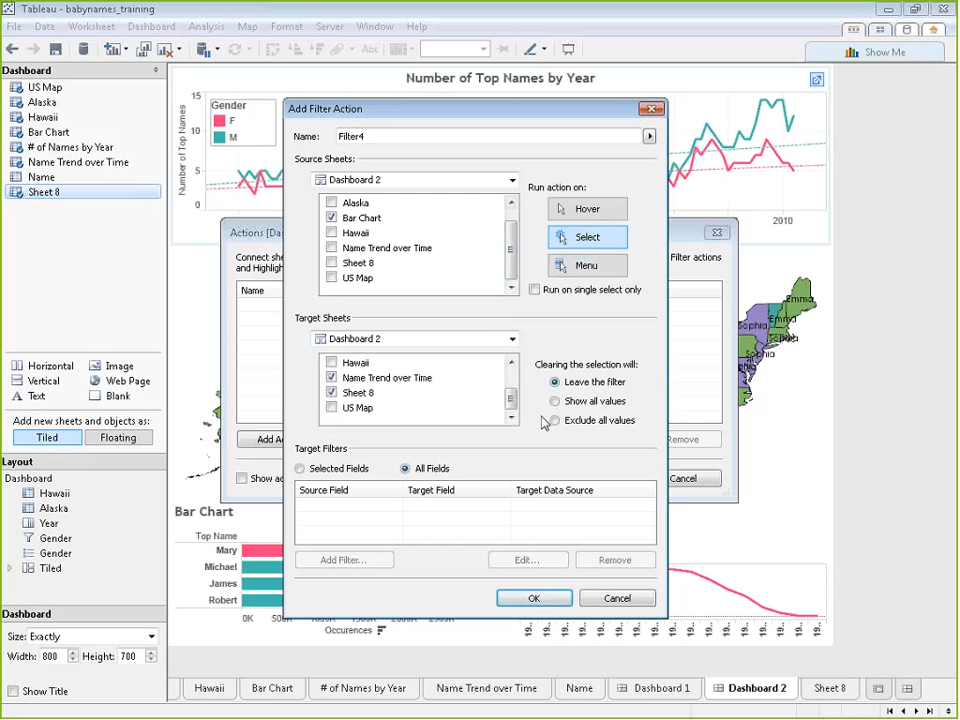 Tableau - babynames_training
File Data Worksheet Dashboard Analysis Map Format Server Window Help
Abc
Show Me
Dashboard
US Map
Alaska
Hawaii
Bar Chart
# of Names by Year
Name Trend over Time
Name
Sheet 8
Horizontal Image
Vertical Web Page
Text Blank
Add new sheets and objects as:
Tiled Floating
Layout
Dashboard
Hawaii
Alaska
Year
Gender
Gender
Tiled
Dashboard
Size: Exactly
Width: 800 Height: 700
Show Title
Number of Top Names by Year
Number of Top Names
15
10
5
0
Gender
F
M
2010
Actions [Da
Connect she
and Highligh
Filter actions
Name
Add Ac
Remove
Show ac
Cancel
Emma
Sophia
Emma
Sophia
Sophia
Add Filter Action
Name: Filter4
Source Sheets:
Dashboard 2
Alaska
Bar Chart
Hawaii
Name Trend over Time
Sheet 8
US Map
Run action on:
Hover
Select
Menu
Run on single select only
Target Sheets
Dashboard 2
Hawaii
Name Trend over Time
Sheet 8
US Map
Clearing the selection will:
Leave the filter
Show all values
Exclude all values
Target Filters
Selected Fields All Fields
Source Field Target Field Target Data Source
Add Filter... Edit... Remove
OK Cancel
Bar Chart
Top Name
Mary
Michael
James
Robert
0K
Occurences
Hawaii Bar Chart # of Names by Year Name Trend over Time Name Dashboard 1 Dashboard 2 Sheet 8